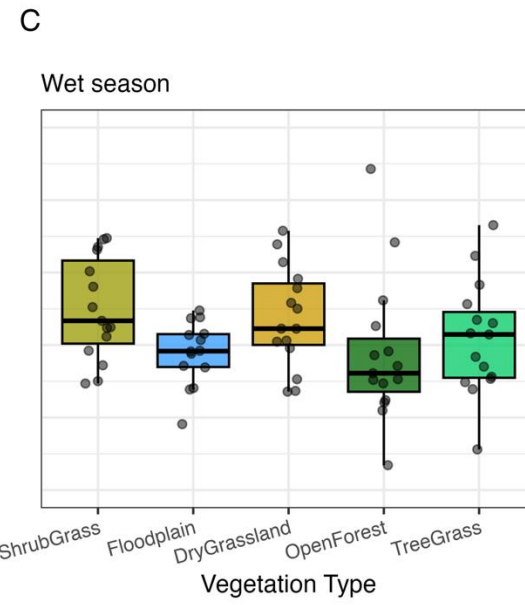 C
Wet season
ShrubGrass
Floodplain
DryGrassland
OpenForest
TreeGrass
Vegetation Type